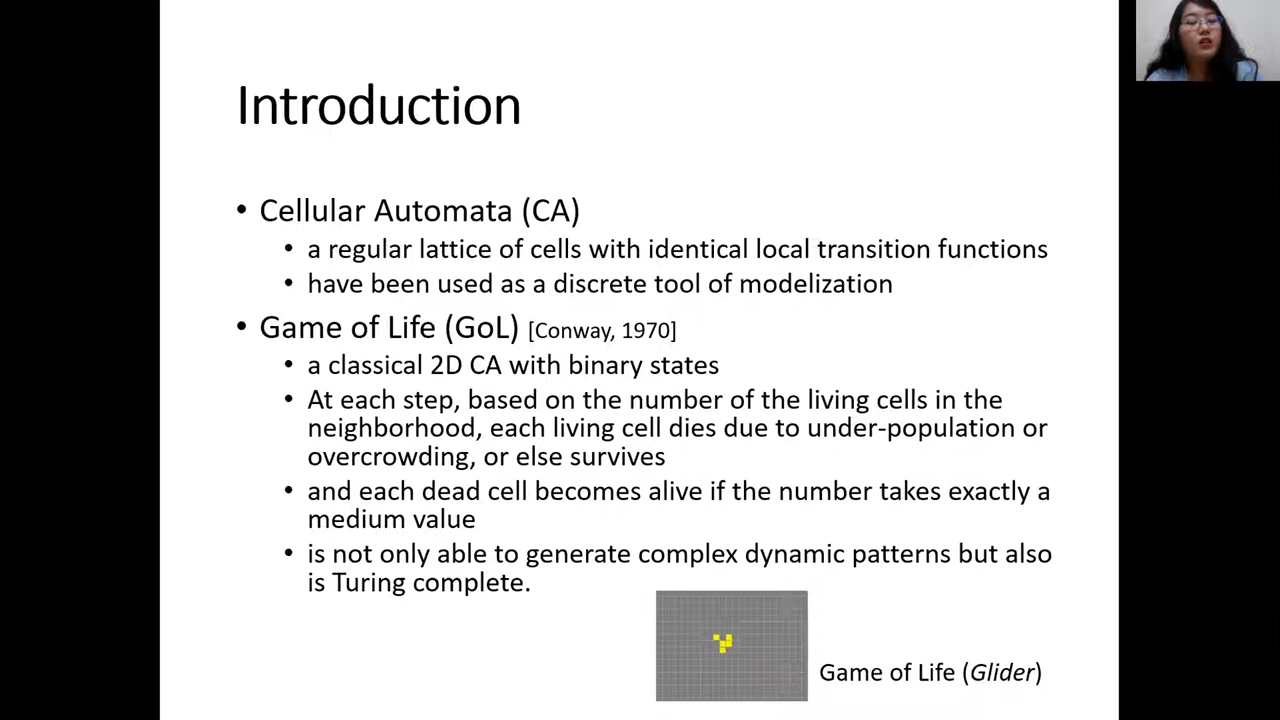 Introduction
• Cellular Automata (CA)
• a regular lattice of cells with identical local transition functions
• have been used as a discrete tool of modelization
• Game of Life (GoL) [Conway, 1970]
• a classical 2D CA with binary states
• At each step, based on the number of the living cells in the
neighborhood, each living cell dies due to under-population or
overcrowding, or else survives
• and each dead cell becomes alive if the number takes exactly a
medium value
• is not only able to generate complex dynamic patterns but also
is Turing complete.
Game of Life (Glider)